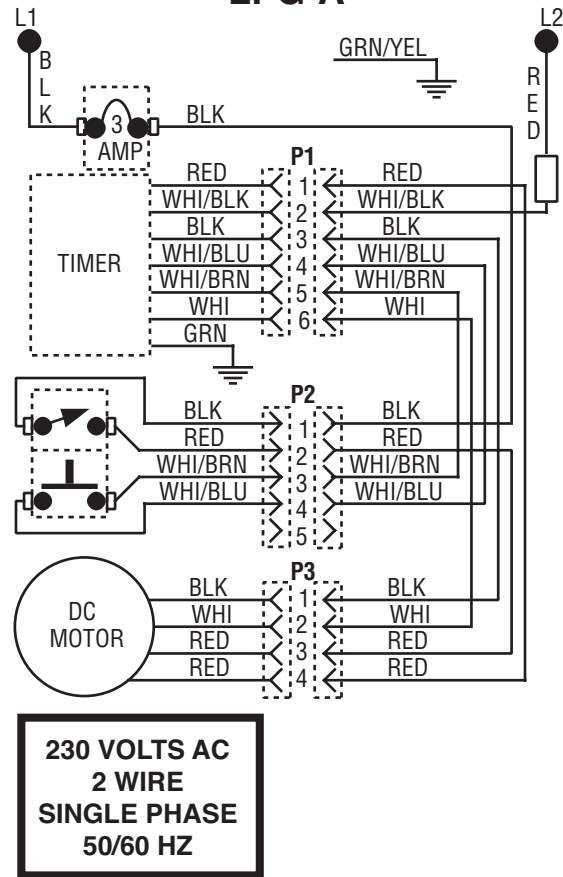 L1
L2
GRN/YEL
BLK
RED
3
AMP
BLK
P1
RED 1 RED
WHI/BLK 2 WHI/BLK
BLK 3 BLK
WHI/BLU 4 WHI/BLU
WHI/BRN 5 WHI/BRN
WHI 6 WHI
TIMER
GRN
P2
BLK 1 BLK
RED 2 RED
WHI/BRN 3 WHI/BRN
WHI/BLU 4 WHI/BLU
5
P3
BLK 1 BLK
WHI 2 WHI
RED 3 RED
RED 4 RED
DC
MOTOR
230 VOLTS AC
2 WIRE
SINGLE PHASE
50/60 HZ